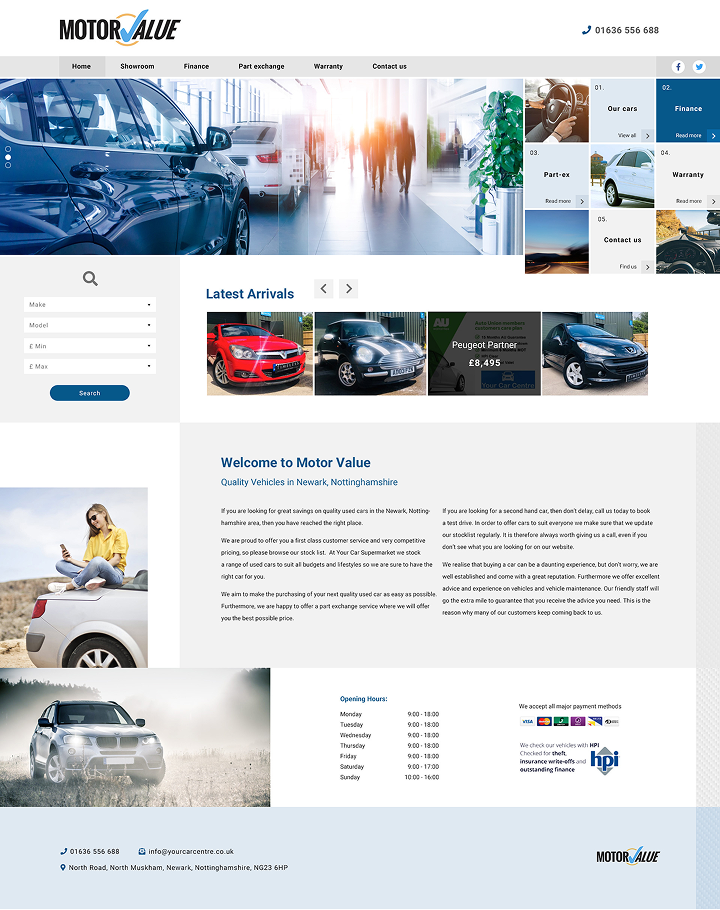 MOTOR VALUE
01636 556 688
Home Showroom Finance Part exchange Warranty Contact us
01.
Our cars
View all
02.
Finance
Read more
03.
Part-ex
Read more
04.
Warranty
Read more
05.
Contact us
Find us
Make
Model
£ Min
£ Max
Search
Latest Arrivals
AU
Peugeot Partner
£8,495
Your Car Centre
Welcome to Motor Value
Quality Vehicles in Newark, Nottinghamshire
If you are looking for great savings on quality used cars in the Newark, Notting-
hamshire area, then you have reached the right place.
We are proud to offer you a first class customer service and very competitive
pricing, so please browse our stock list. At Your Car Supermarket we stock
a range of used cars to suit all budgets and lifestyles so we are sure to have the
right car for you.
We aim to make the purchasing of your next quality used car as easy as possible.
Furthermore, we are happy to offer a part exchange service where we will offer
you the best possible price.
If you are looking for a second hand car, then don't delay, call us today to book
a test drive. In order to offer cars to suit everyone we make sure that we update
our stocklist regularly. It is therefore always worth giving us a call, even if you
don't see what you are looking for on our website.
We realise that buying a car can be a daunting experience, but don't worry, we are
well established and come with a great reputation. Furthermore we offer excellent
advice and experience on vehicles and vehicle maintenance. Our friendly staff will
go the extra mile to guarantee that you receive the advice you need. This is the
reason why many of our customers keep coming back to us.
Opening Hours:
Monday 9:00 - 18:00
Tuesday 9:00 - 18:00
Wednesday 9:00 - 18:00
Thursday 9:00 - 18:00
Friday 9:00 - 18:00
Saturday 9:00 - 17:00
Sunday 10:00 - 16:00
We accept all major payment methods
VISA
We check our vehicles with HPI
Checked for theft,
insurance write-offs and
outstanding finance
hpi
01636 556 688 info@yourcarcentre.co.uk
North Road, North Muskham, Newark, Nottinghamshire, NG23 6HP
MOTOR VALUE